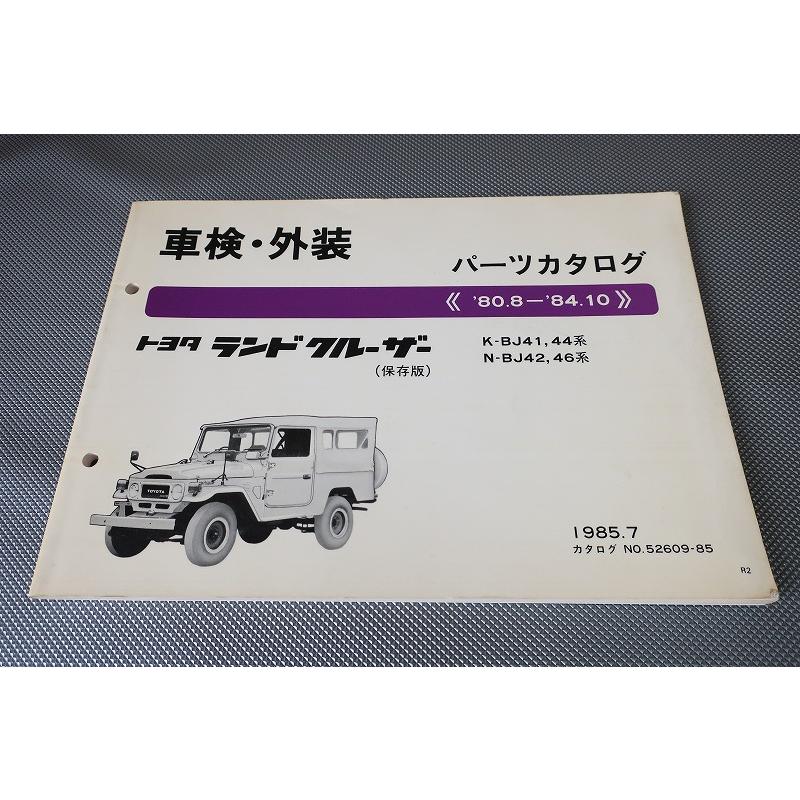 車検・外装
パーツカタログ
《 '80.8－'84.10》
トヨタ ランドクルーザー
(保存版)
K-BJ41,44系
N-BJ42,46系
TOYOTA
1985.7
カタログ NO.52609-85
R2